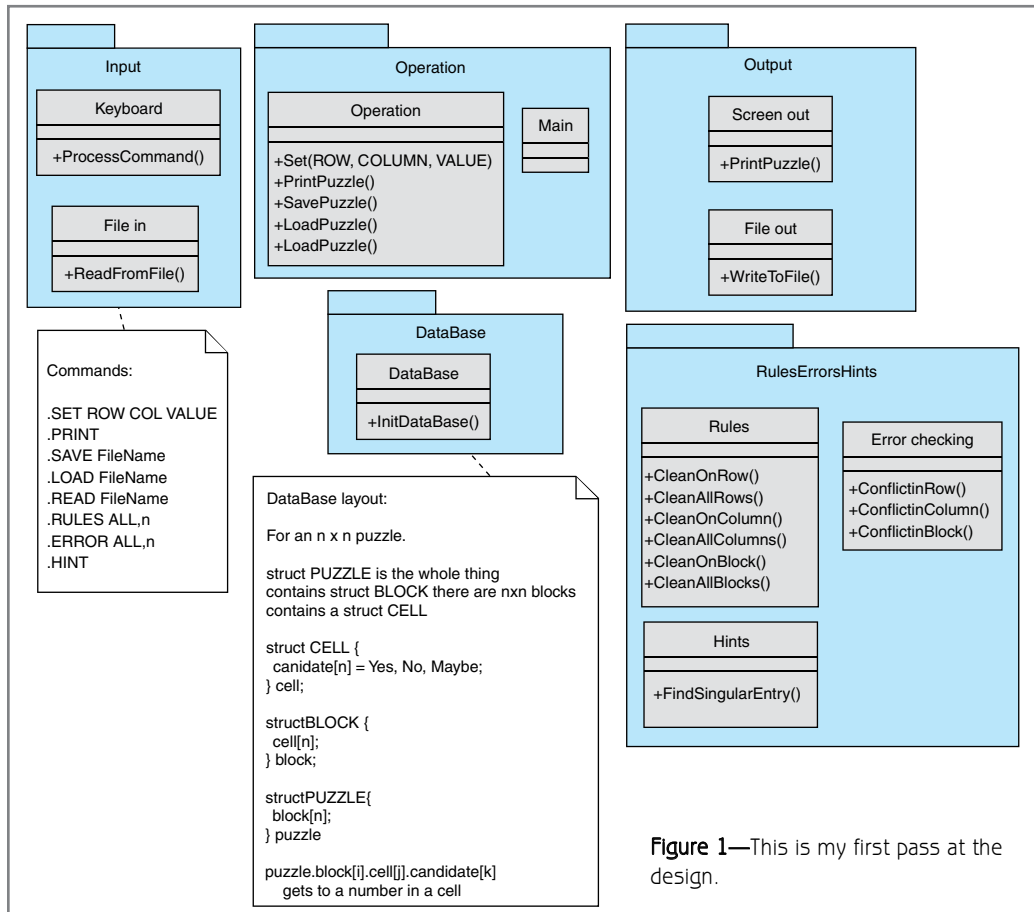 Input
Keyboard
+ProcessCommand()
File in
+ReadFromFile()
Commands:
.SET ROW COL VALUE
.PRINT
.SAVE FileName
.LOAD FileName
.READ FileName
.RULES ALL,n
.ERROR ALL,n
.HINT
Operation
Operation
+Set(ROW, COLUMN, VALUE)
+PrintPuzzle()
+SavePuzzle()
+LoadPuzzle()
+LoadPuzzle()
Main
DataBase
DataBase
+InitDataBase()
DataBase layout:
For an n x n puzzle.
struct PUZZLE is the whole thing
contains struct BLOCK there are nxn blocks
contains a struct CELL
struct CELL {
canidate[n] = Yes, No, Maybe;
} cell;
structBLOCK {
cell[n];
} block;
structPUZZLE{
block[n];
} puzzle
puzzle.block[i].cell[j].candidate[k]
gets to a number in a cell
Output
Screen out
+PrintPuzzle()
File out
+WriteToFile()
RulesErrorsHints
Rules
+CleanOnRow()
+CleanAllRows()
+CleanOnColumn()
+CleanAllColumns()
+CleanOnBlock()
+CleanAllBlocks()
Error checking
+ConflictinRow()
+ConflictinColumn()
+ConflictinBlock()
Hints
+FindSingularEntry()
Figure 1—This is my first pass at the
design.